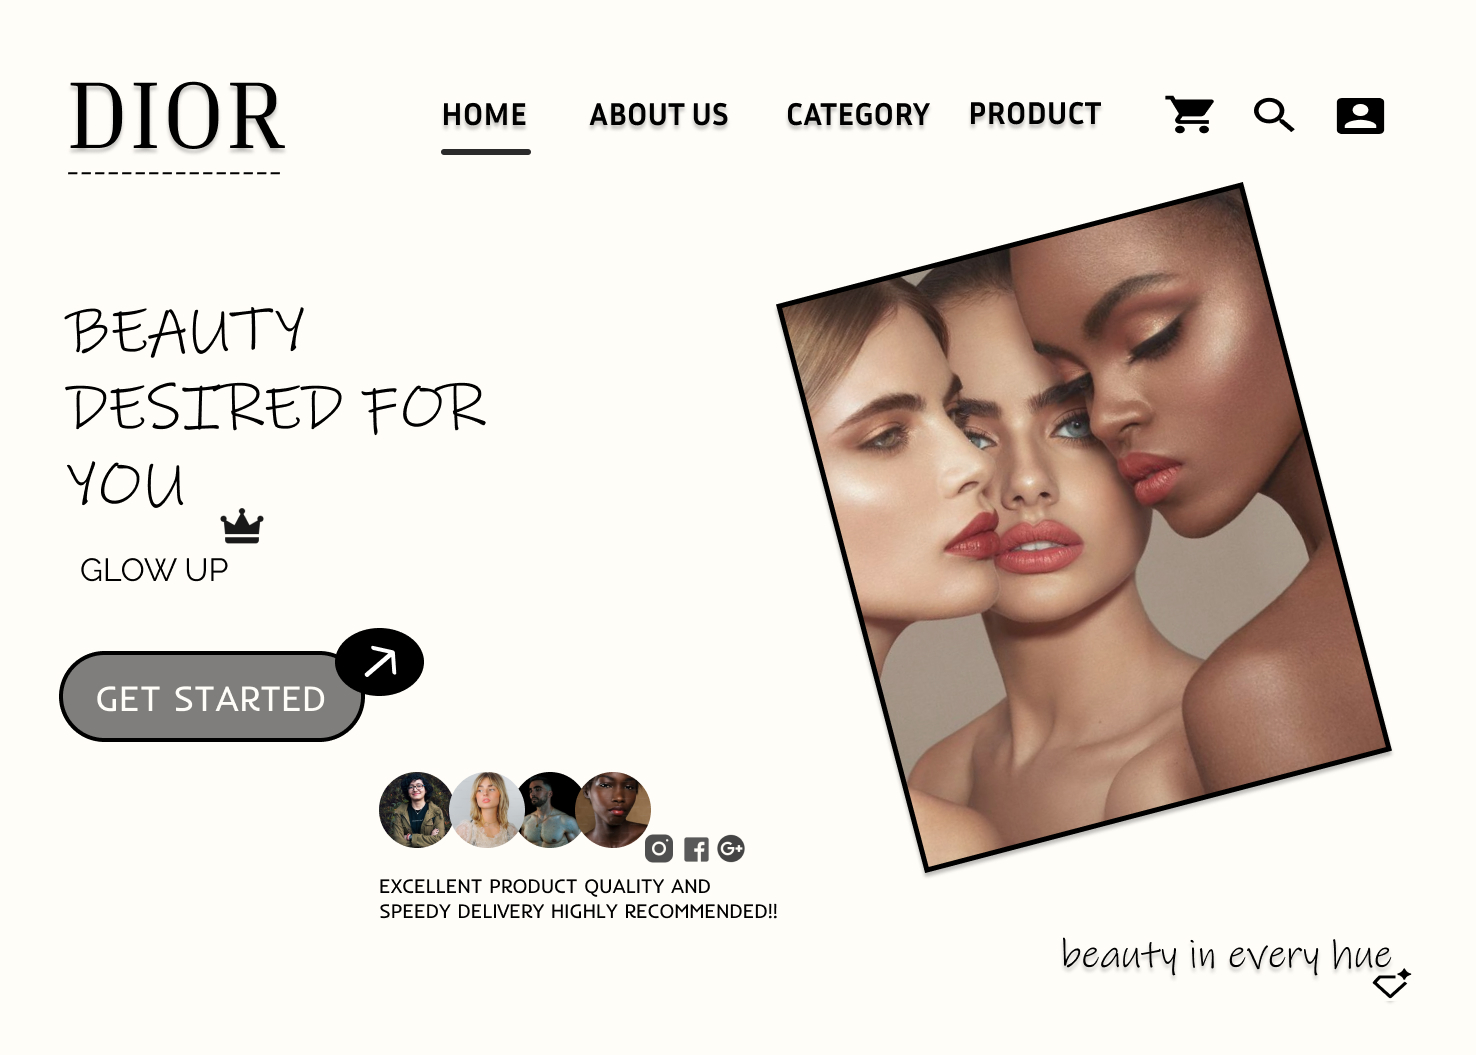 DIOR
HOME ABOUT US CATEGORY PRODUCT
BEAUTY
DESIRED FOR
YOU
GLOW UP
GET STARTED
G+
EXCELLENT PRODUCT QUALITY AND
SPEEDY DELIVERY HIGHLY RECOMMENDED!!
beauty in every hue